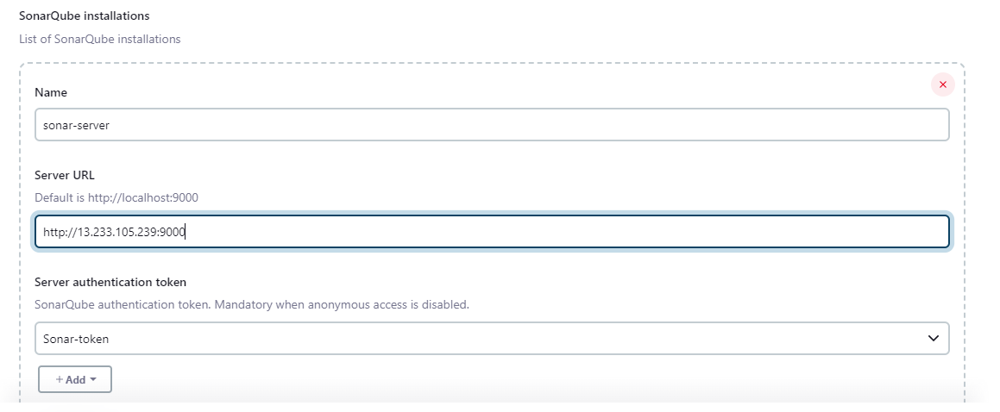 SonarQube installations
List of SonarQube installations
Name
sonar-server
Server URL
Default is http://localhost:9000
http://13.233.105.239:9000
Server authentication token
SonarQube authentication token. Mandatory when anonymous access is disabled.
Sonar-token
+ Add